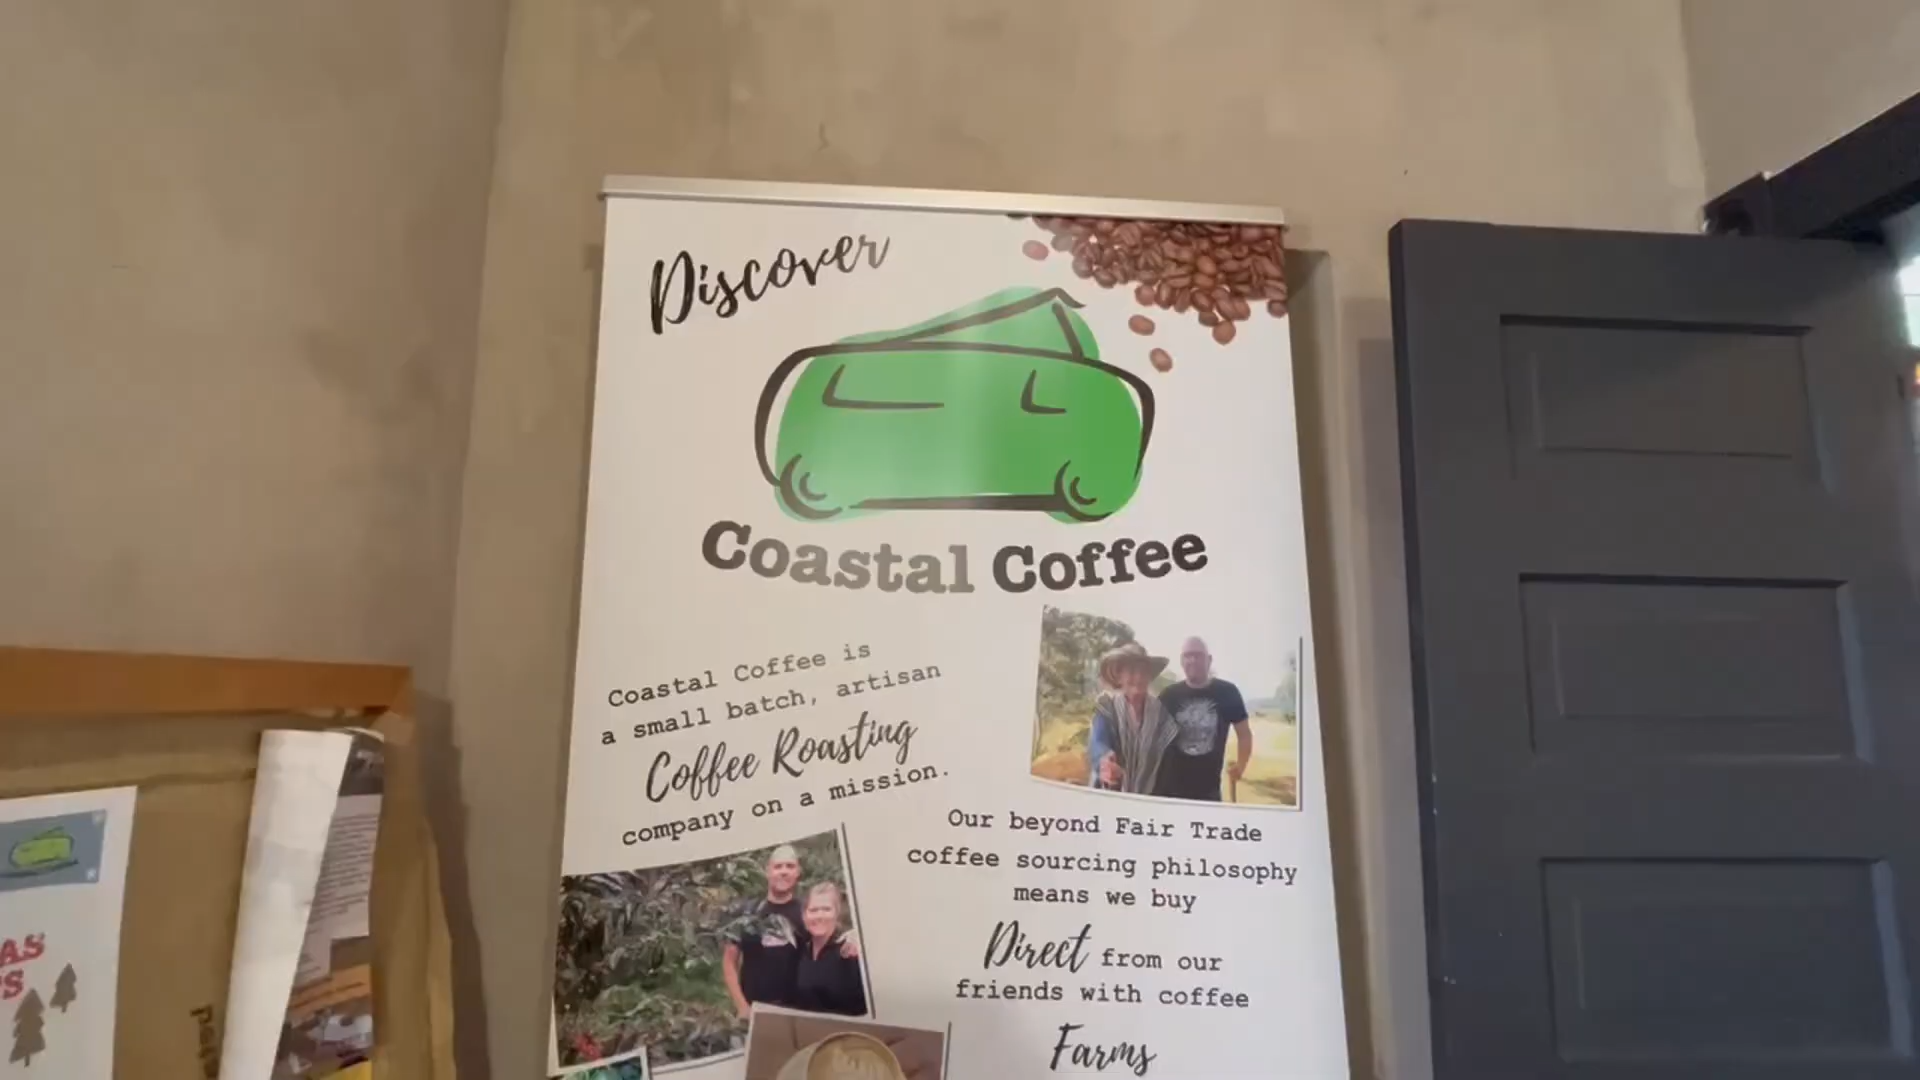 Discover
Coastal Coffee
Coastal Coffee is
a small batch, artisan
Coffee Roasting
company on a mission.
Our beyond Fair Trade
coffee sourcing philosophy
means we buy
Direct from our
friends with coffee
Farms